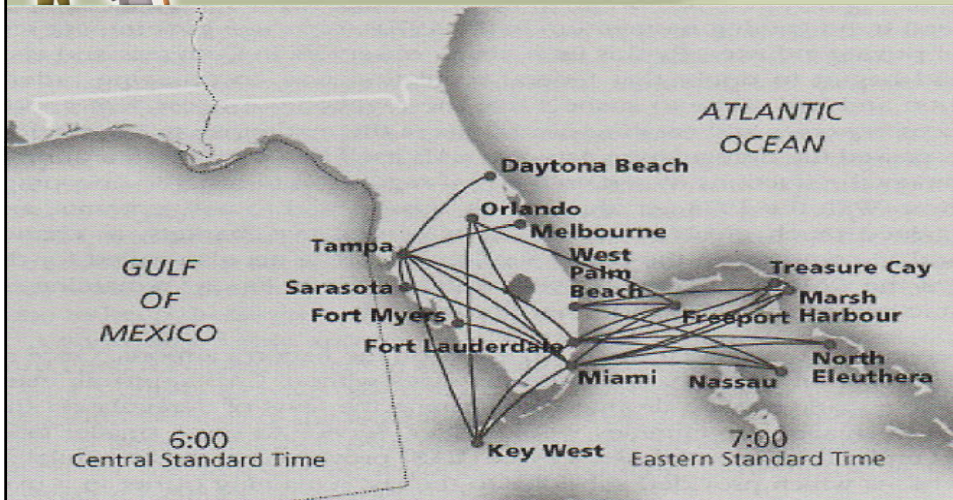 ATLANTIC
OCEAN
Daytona Beach
Orlando
Melbourne
Tampa
West
Palm
Beach
GULF
OF
MEXICO
Sarasota
Treasure Cay
Fort Myers
Freeport
Marsh
Harbour
Fort Lauderdale
Miami
Nassau
North
Eleuthera
Key West
6:00
Central Standard Time
7:00
Eastern Standard Time